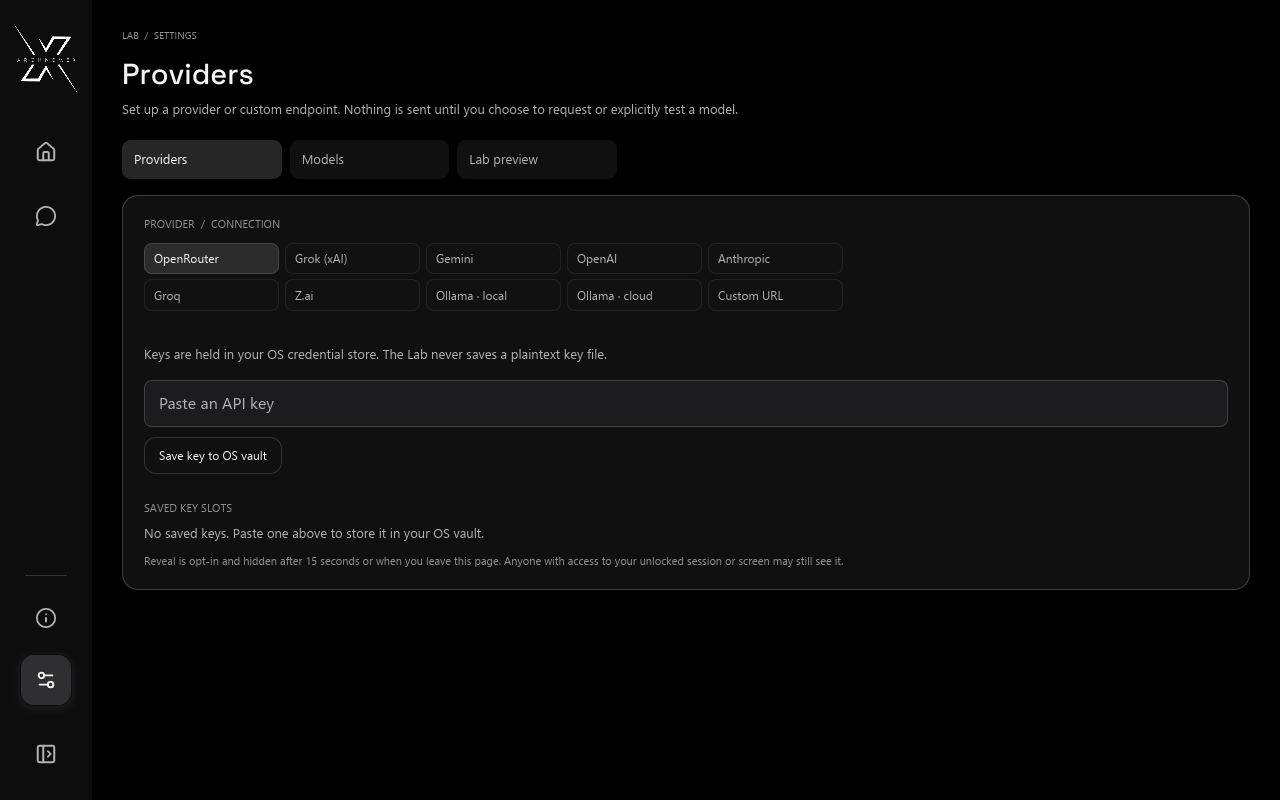 ARCHNEMEX
LAB / SETTINGS
Providers
Set up a provider or custom endpoint. Nothing is sent until you choose to request or explicitly test a model.
Providers
Models
Lab preview
PROVIDER / CONNECTION
OpenRouter
Grok (xAI)
Gemini
OpenAI
Anthropic
Groq
Z.ai
Ollama · local
Ollama · cloud
Custom URL
Keys are held in your OS credential store. The Lab never saves a plaintext key file.
Paste an API key
Save key to OS vault
SAVED KEY SLOTS
No saved keys. Paste one above to store it in your OS vault.
Reveal is opt-in and hidden after 15 seconds or when you leave this page. Anyone with access to your unlocked session or screen may still see it.